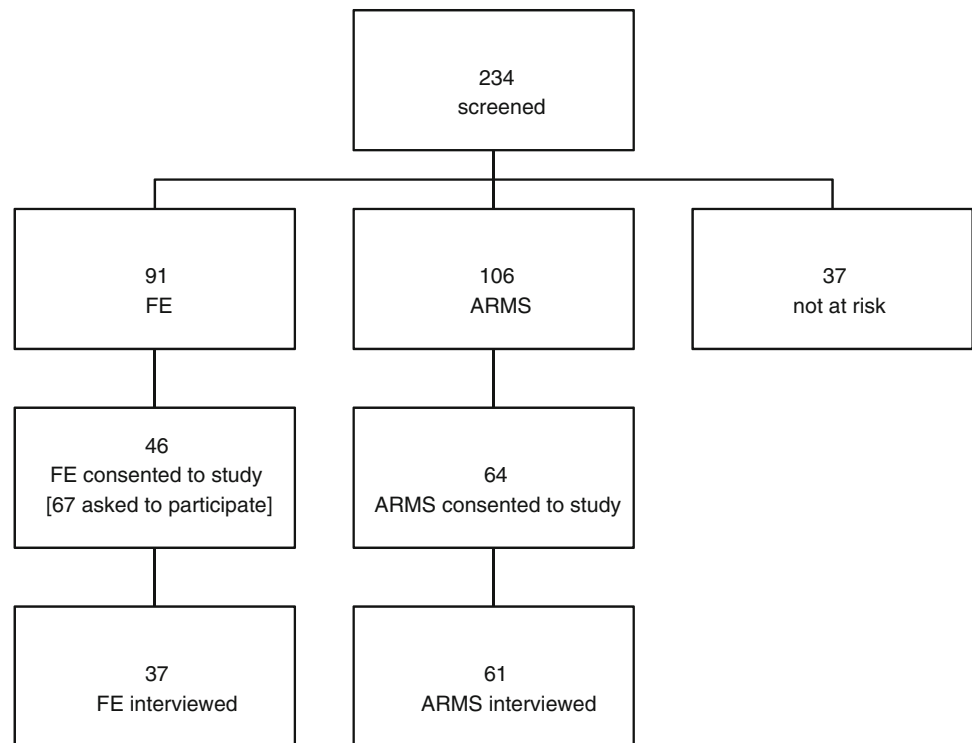 234
screened
91
FE
106
ARMS
37
not at risk
46
FE consented to study
[67 asked to participate]
64
ARMS consented to study
37
FE interviewed
61
ARMS interviewed